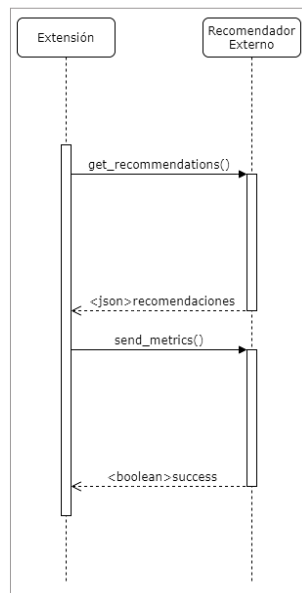 Extensión
Recomendador
Externo
get_recommendations()
<json>recomendaciones
send_metrics()
<boolean>success